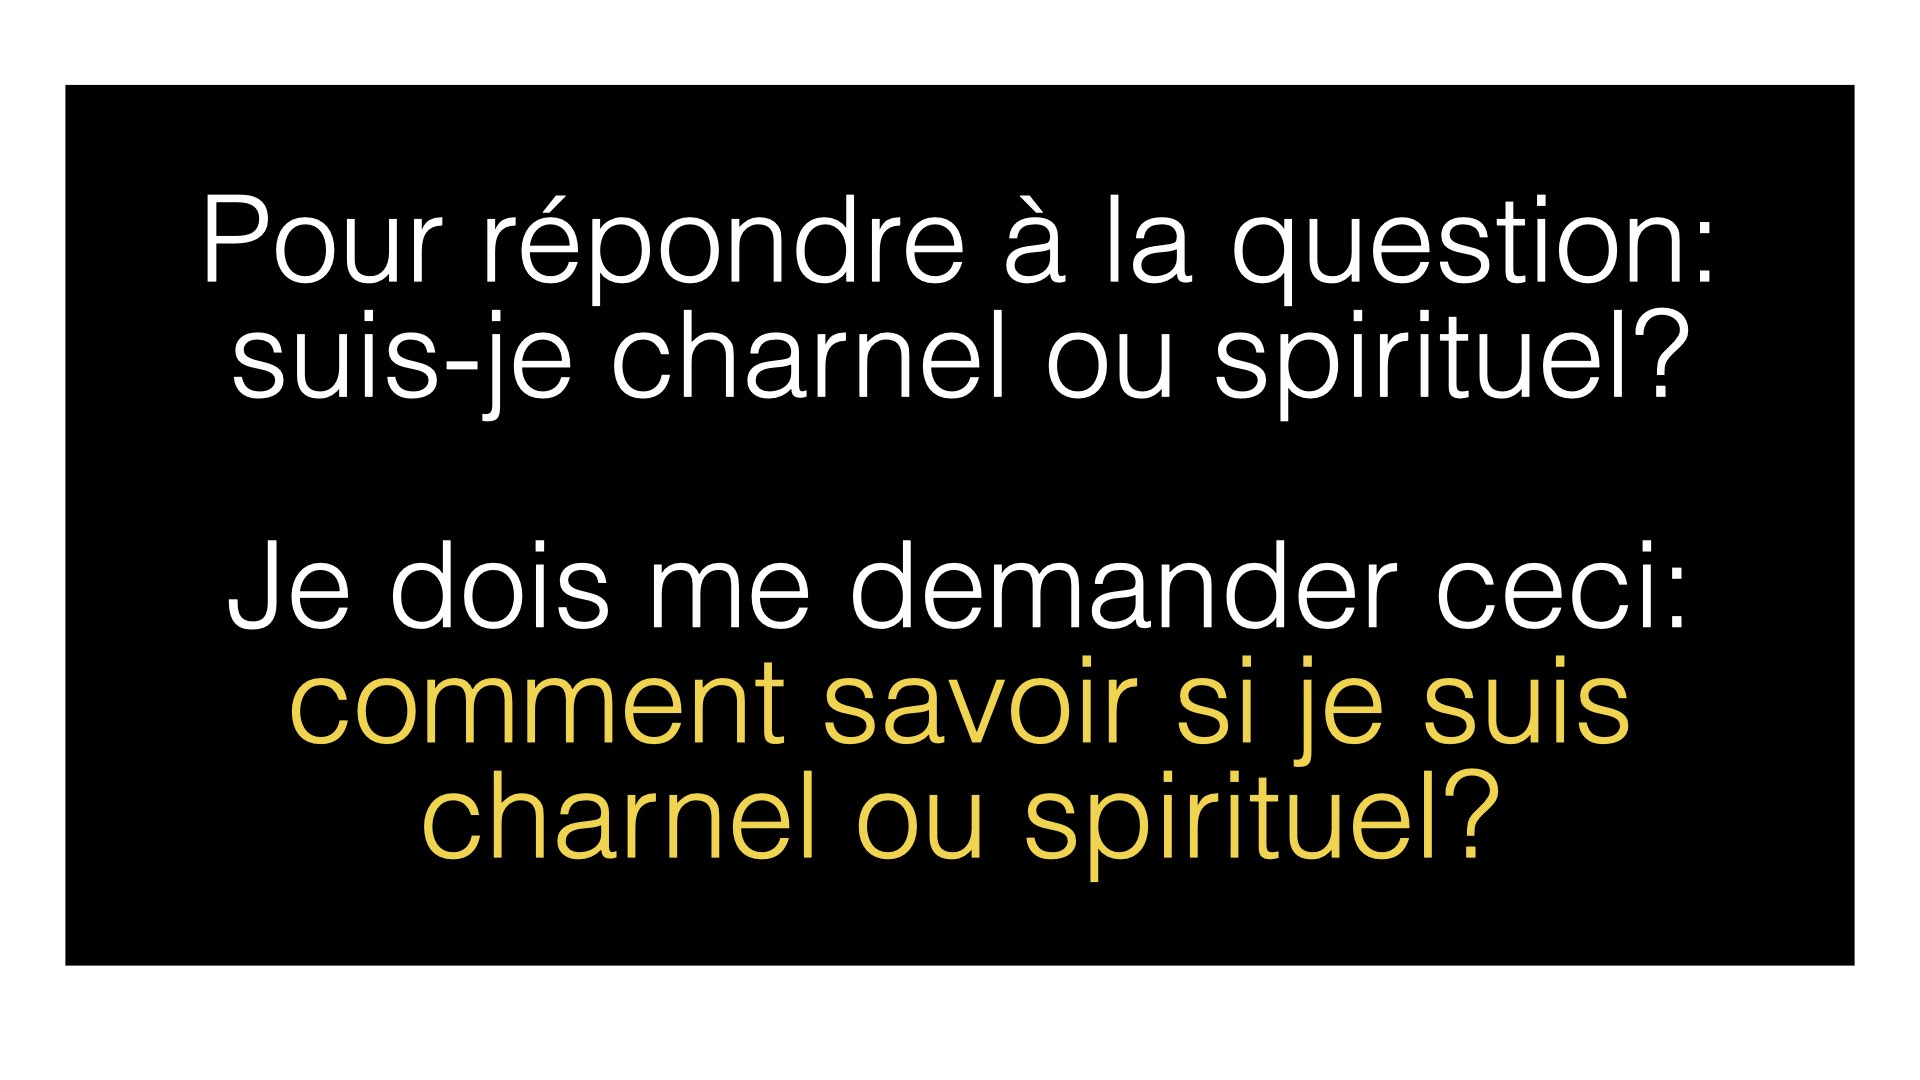 Pour répondre à la question:
suis-je charnel ou spirituel?
Je dois me demander ceci:
comment savoir si je suis
charnel ou spirituel?